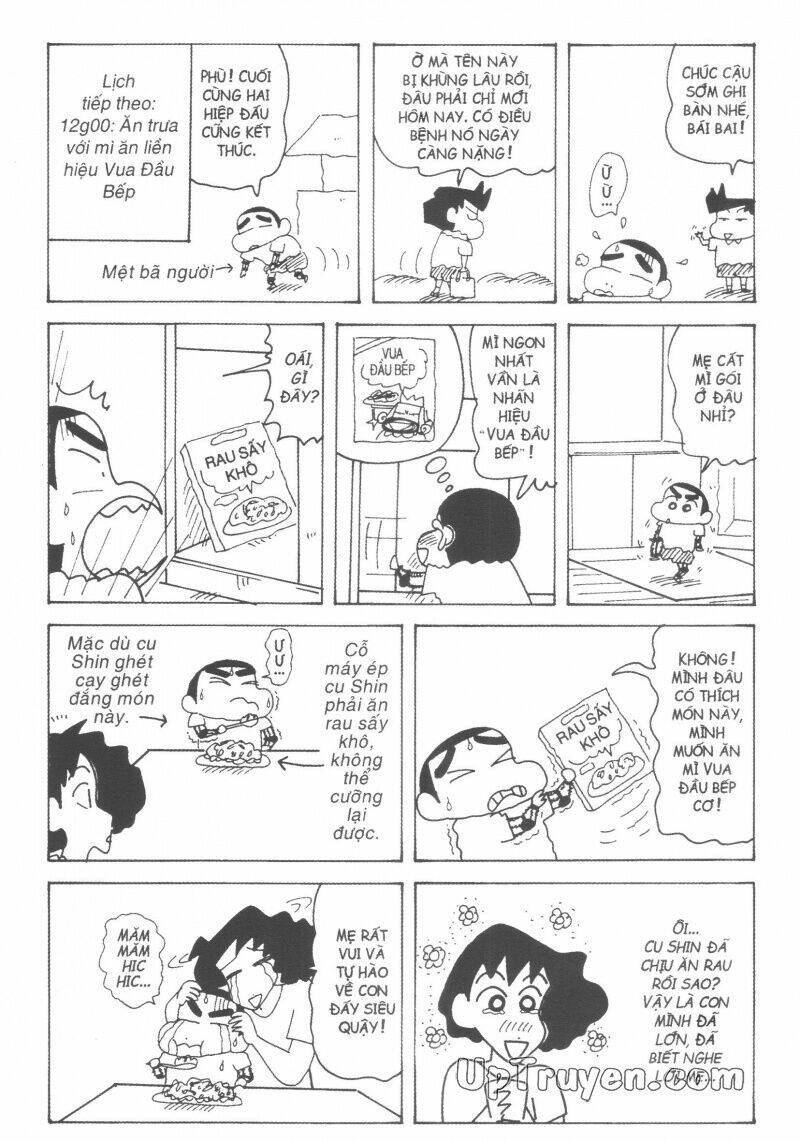 CHÚC CẬU
SỚM GHI
BÀN NHÉ,
BÁI BAI!
Ừ
Ừ...
Ờ MÀ TÊN NÀY
BỊ KHÙNG LÂU RỒI,
ĐÂU PHẢI CHỈ MỚI
HÔM NAY. CÓ ĐIỀU
BỆNH NÓ NGÀY
CÀNG NẶNG!
PHÙ! CUỐI
CÙNG HAI
HIỆP ĐẤU
CŨNG KẾT
THÚC.
Mệt bã người
Lịch
tiếp theo:
12g00: Ăn trưa
với mì ăn liền
hiệu Vua Đầu
Bếp
MẸ CẤT
MÌ GÓI
Ở ĐÂU
NHỈ?
MÌ NGON
NHẤT
VẪN LÀ
NHÃN
HIỆU
"VUA ĐẦU
BẾP"!
VUA
ĐẦU BẾP
OÁI,
GÌ
ĐÂY?
RAU SẤY
KHÔ
KHÔNG!
MÌNH ĐÂU
CÓ THÍCH
MÓN NÀY,
MÌNH
MUỐN ĂN
MÌ VUA
ĐẦU BẾP
CƠ!
RAU SẤY
KHÔ
Ư
Ư...
Cỗ
máy ép
cu Shin
phải ăn
rau sấy
khô,
không
thể
cưỡng
lại
được.
Mặc dù cu
Shin ghét
cay ghét
đắng món
này.
ÔI...
CU SHIN ĐÃ
CHỊU ĂN RAU
RỒI SAO?
VẬY LÀ CON
MÌNH ĐÃ
LỚN, ĐÃ
BIẾT NGHE
LỜI MẸ...
MẸ RẤT
VUI VÀ
TỰ HÀO
VỀ CON
ĐẤY SIÊU
QUẬY!
MĂM
MĂM
HIC
HIC...
UpTruyen.com